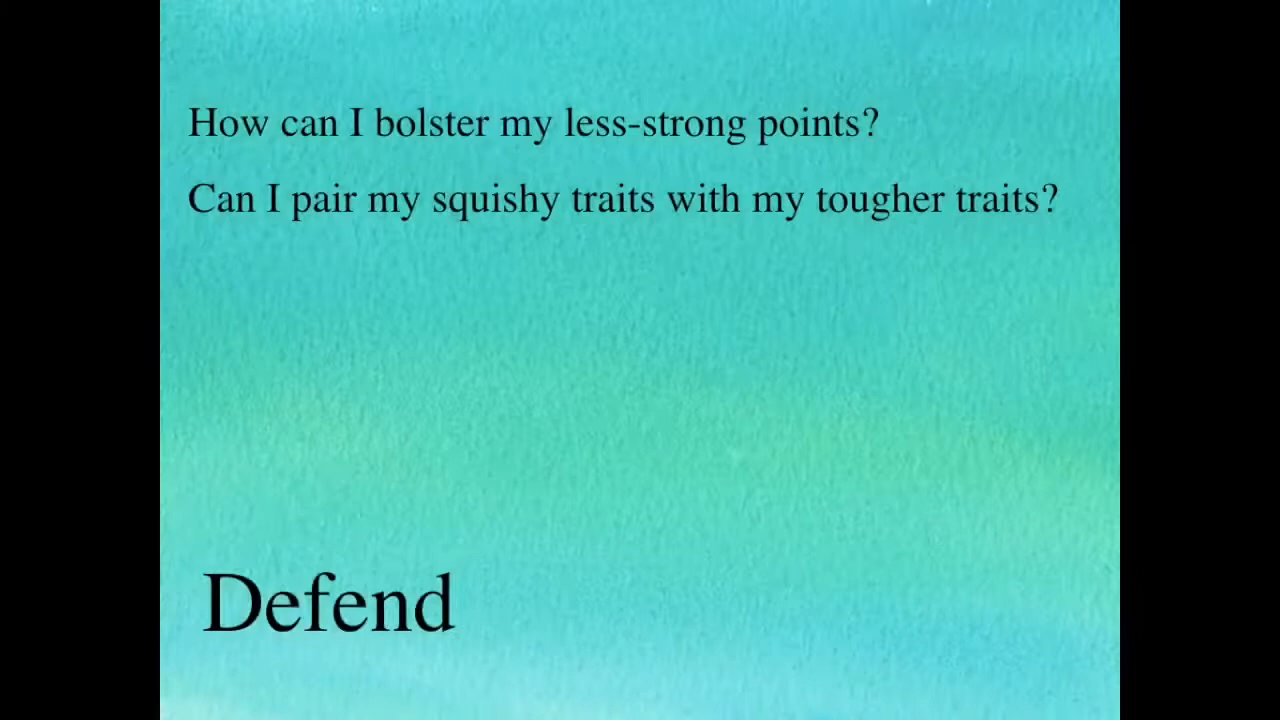 How can I bolster my less-strong points?
Can I pair my squishy traits with my tougher traits?
Defend